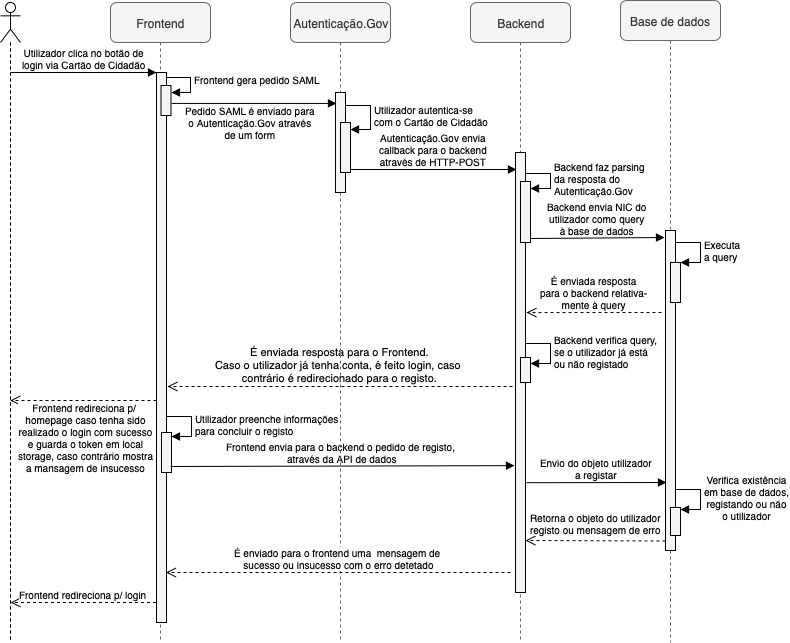 Frontend
Autenticação.Gov
Backend
Base de dados
Utilizador clica no botão de
login via Cartão de Cidadão
Frontend gera pedido SAML
Pedido SAML é enviado para
o Autenticação.Gov através
de um form
Utilizador autentica-se
com o Cartão de Cidadão
Autenticação.Gov envia
callback para o backend
através de HTTP-POST
Backend faz parsing
da resposta do
Autenticação.Gov
Backend envia NIC do
utilizador como query
à base de dados
Executa
a query
É enviada resposta
para o backend relativa-
mente à query
Backend verifica query,
se o utilizador já está
ou não registado
É enviada resposta para o Frontend.
Caso o utilizador já tenha conta, é feito login, caso
contrário é redirecionado para o registo.
Frontend redireciona p/
homepage caso tenha sido
realizado o login com sucesso
e guarda o token em local
storage, caso contrário mostra
a mansagem de insucesso
Utilizador preenche informações
para concluir o registo
Frontend envia para o backend o pedido de registo,
através da API de dados
Envio do objeto utilizador
a registar
Verifica existência
em base de dados,
registando ou não
o utilizador
Retorna o objeto do utilizador
registo ou mensagem de erro
É enviado para o frontend uma mensagem de
sucesso ou insucesso com o erro detetado
Frontend redireciona p/ login